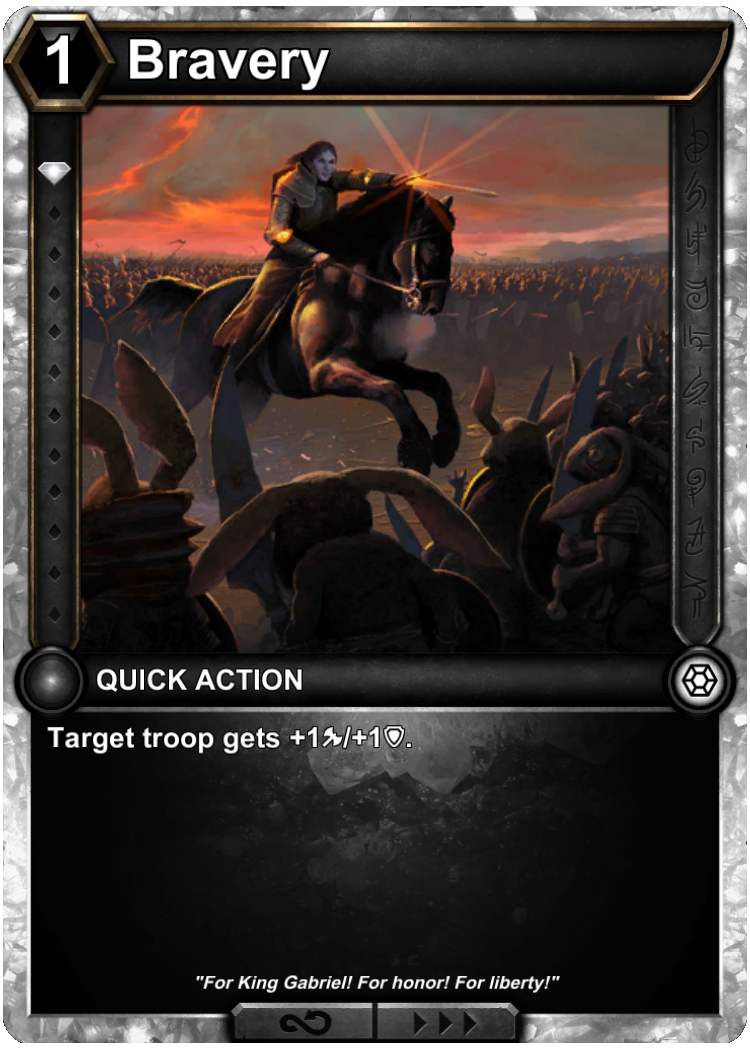 1
Bravery
QUICK ACTION
Target troop gets +1/+1.
"For King Gabriel! For honor! For liberty!"